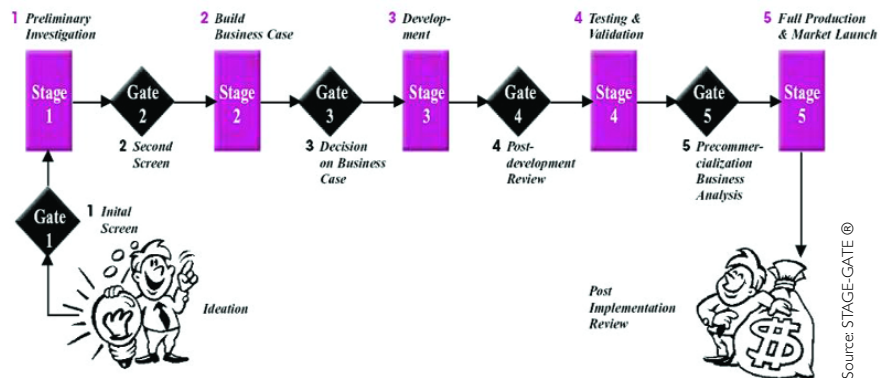 1 Preliminary
Investigation
2 Build
Business Case
3 Develop-
ment
4 Testing &
Validation
5 Full Production
& Market Launch
Stage
1
Gate
2
Stage
2
Gate
3
Stage
3
Gate
4
Stage
4
Gate
5
Stage
5
2 Second
Screen
3 Decision
on Business
Case
4 Post-
development
Review
5 Precommer-
cialization
Business
Analysis
Gate
1
1 Inital
Screen
Ideation
Post
Implementation
Review
$
Source: STAGE-GATE ®